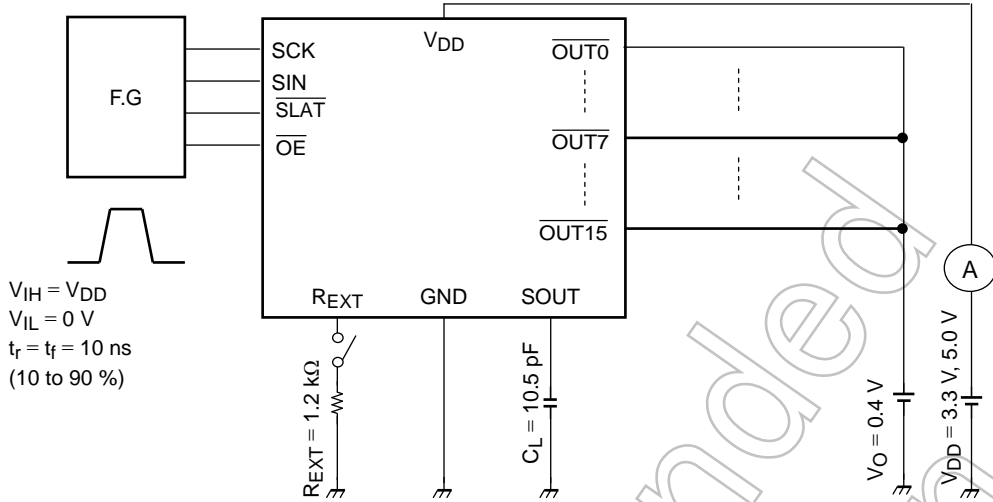 F.G
SCK
SIN
SLAT
OE
VDD
OUT0
OUT7
OUT15
REXT
GND
SOUT
A
VIH = VDD
VIL = 0 V
tr = tf = 10 ns
(10 to 90 %)
REXT = 1.2 kΩ
CL = 10.5 pF
VO = 0.4 V
VDD = 3.3 V, 5.0 V
nded